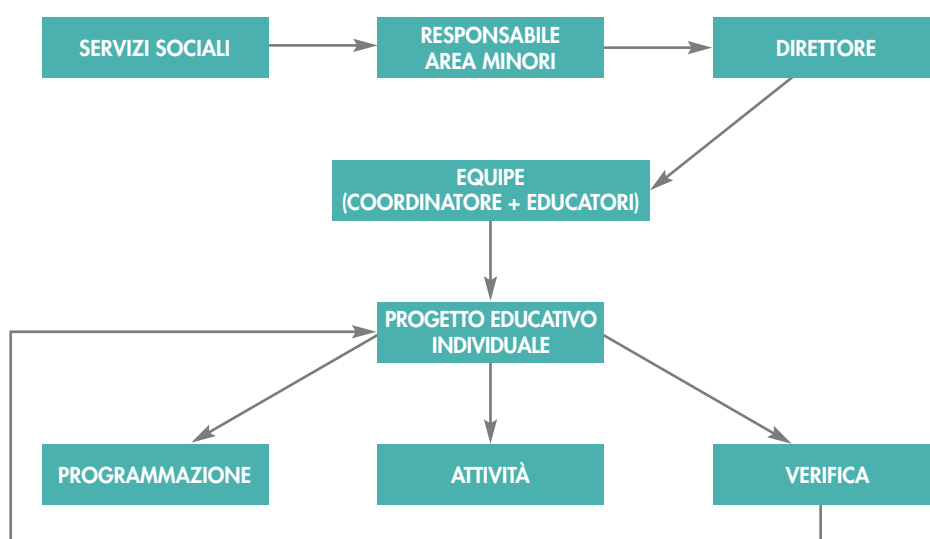 SERVIZI SOCIALI
RESPONSABILE
AREA MINORI
DIRETTORE
EQUIPE
(COORDINATORE + EDUCATORI)
PROGETTO EDUCATIVO
INDIVIDUALE
PROGRAMMAZIONE
ATTIVITÀ
VERIFICA